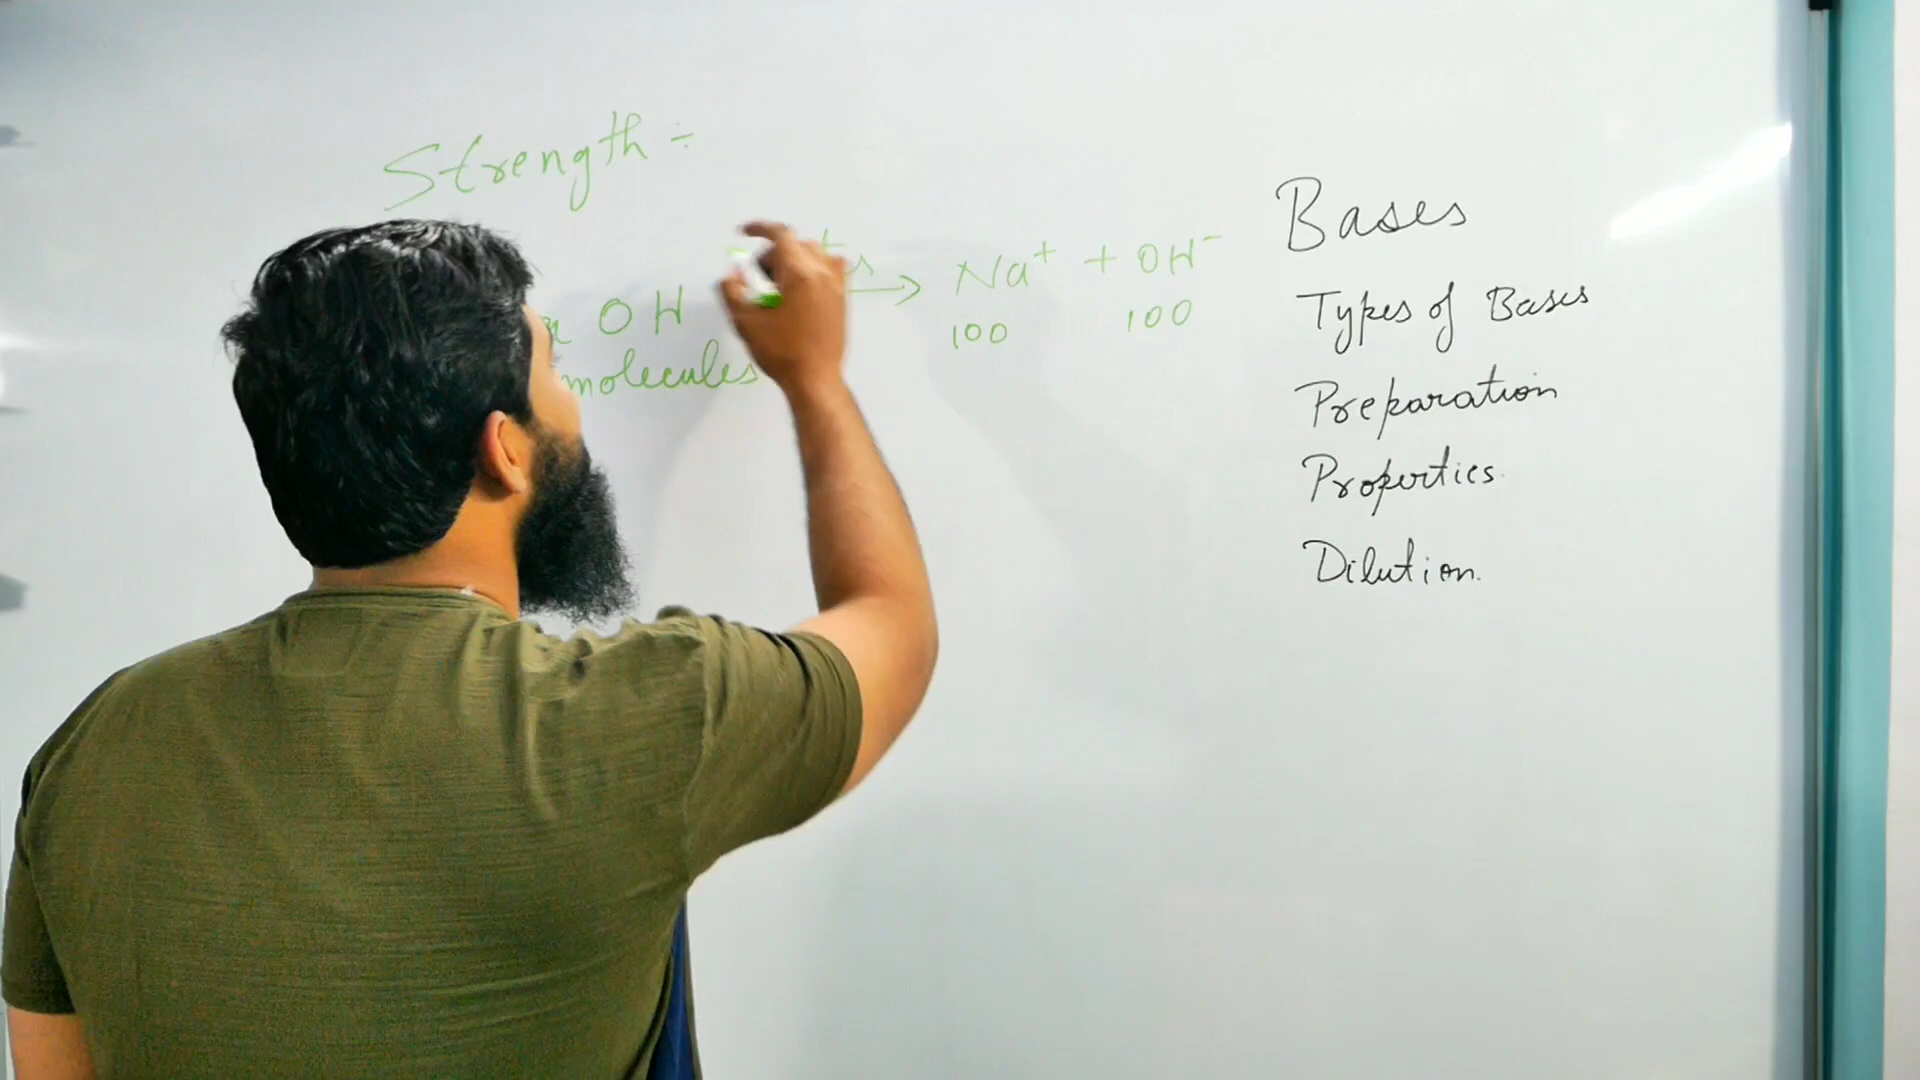 Strength ÷
OH → Na⁺ + OH⁻
100 100
molecules
Bases
Types of Bases
Preparation
Properties.
Dilution.